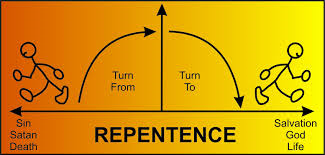 Turn
From
Turn
To
Sin
Satan
Death
REPENTENCE
Salvation
God
Life